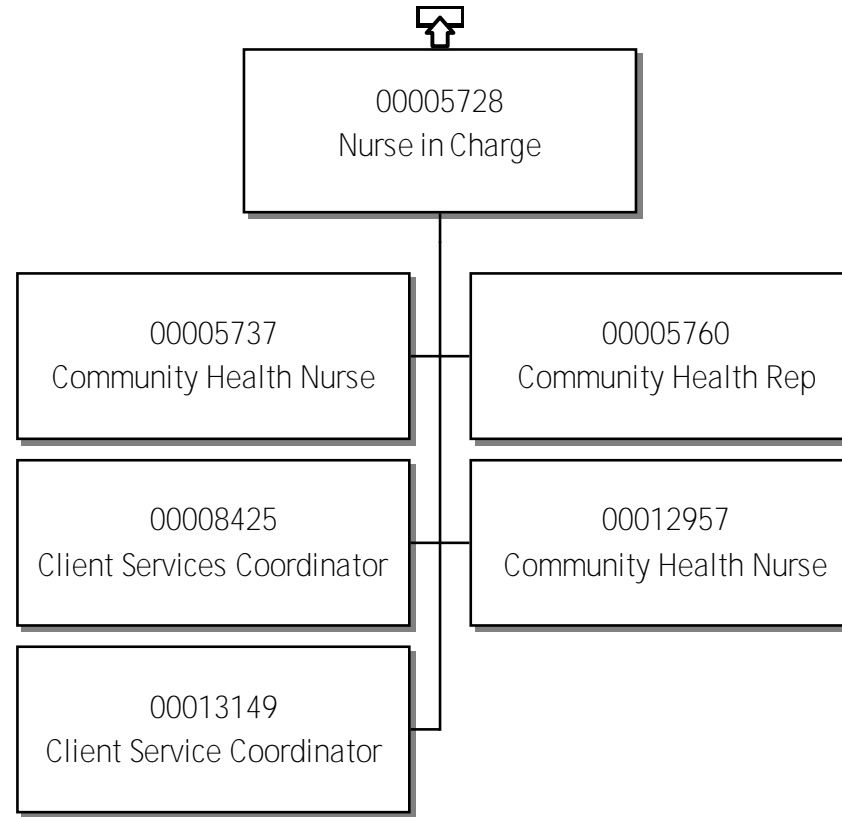 00005728
Nurse in Charge
00005737
Community Health Nurse
00005760
Community Health Rep
00008425
Client Services Coordinator
00012957
Community Health Nurse
00013149
Client Service Coordinator